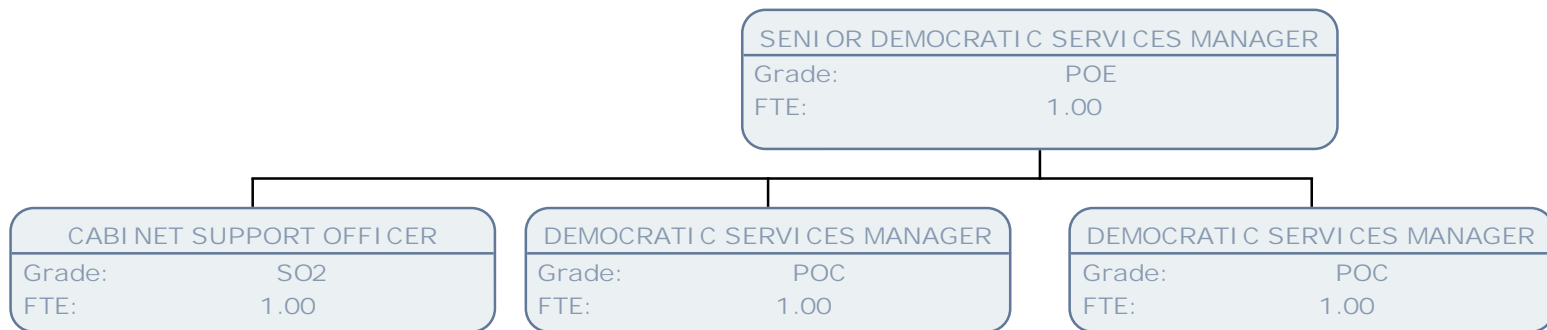 SENIOR DEMOCRATIC SERVICES MANAGER
Grade: POE
FTE: 1.00
CABINET SUPPORT OFFICER
Grade: SO2
FTE: 1.00
DEMOCRATIC SERVICES MANAGER
Grade: POC
FTE: 1.00
DEMOCRATIC SERVICES MANAGER
Grade: POC
FTE: 1.00